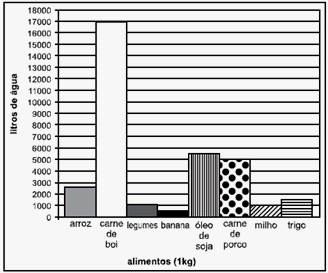 litros de água
18000
17000
16000
15000
14000
13000
12000
11000
10000
9000
8000
7000
6000
5000
4000
3000
2000
1000
0
arroz
carne
de
boi
legumes
banana
óleo
de
soja
carne
de
porco
milho
trigo
alimentos (1kg)